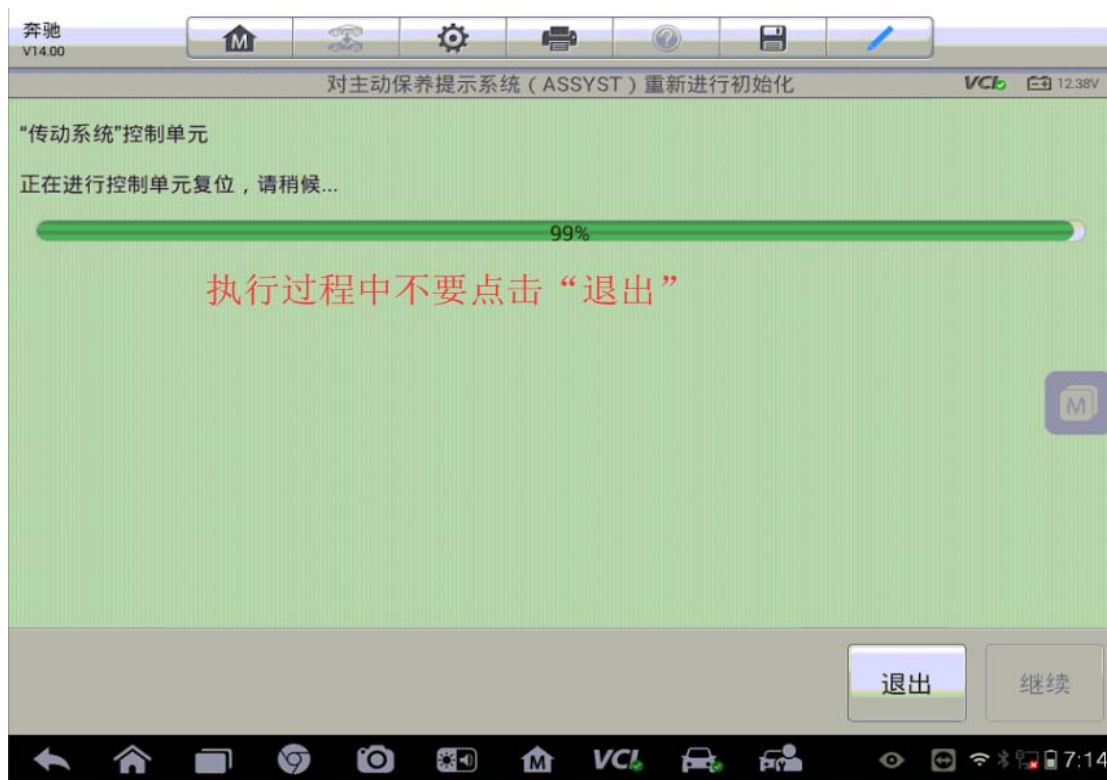 奔驰
V14.00
M
对主动保养提示系统（ASSYST）重新进行初始化
VCI
12.38V
“传动系统”控制单元
正在进行控制单元复位，请稍候...
99%
执行过程中不要点击“退出”
M
退出
继续
M
VCI
7:14